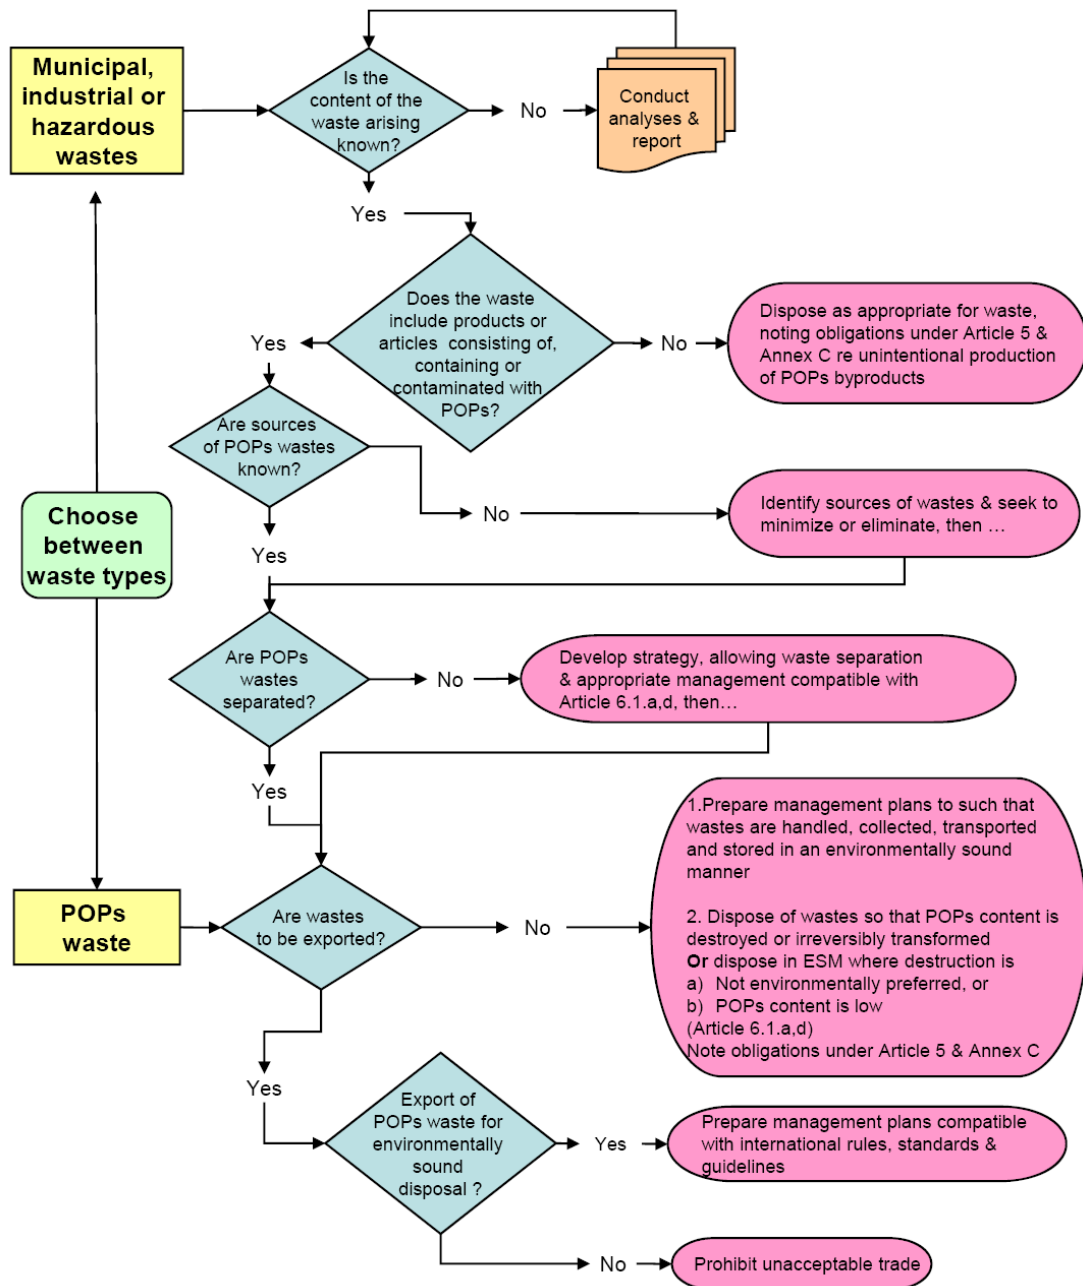 Municipal,
industrial or
hazardous
wastes
Is the
content of the
waste arising
known?
No
Conduct
analyses &
report
Yes
Does the waste
include products or
articles consisting of,
containing or
contaminated with
POPs?
Yes
No
Dispose as appropriate for waste,
noting obligations under Article 5 &
Annex C re unintentional production
of POPs byproducts
Are sources
of POPs wastes
known?
No
Identify sources of wastes & seek to
minimize or eliminate, then …
Choose
between
waste types
Yes
Are POPs
wastes
separated?
No
Develop strategy, allowing waste separation
& appropriate management compatible with
Article 6.1.a,d, then…
Yes
POPs
waste
Are wastes
to be exported?
No
1.Prepare management plans to such that
wastes are handled, collected, transported
and stored in an environmentally sound
manner
2. Dispose of wastes so that POPs content is
destroyed or irreversibly transformed
Or dispose in ESM where destruction is
a) Not environmentally preferred, or
b) POPs content is low
(Article 6.1.a,d)
Note obligations under Article 5 & Annex C
Yes
Export of
POPs waste for
environmentally
sound
disposal ?
Yes
Prepare management plans compatible
with international rules, standards &
guidelines
No
Prohibit unacceptable trade